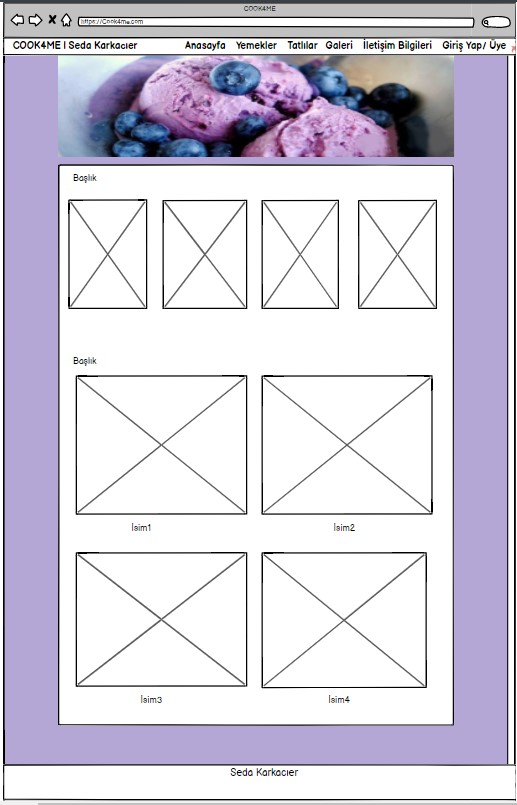 COOK4ME
https://Cook4me.com
COOK4ME | Seda Karkacıer Anasayfa Yemekler Tatlılar Galeri İletişim Bilgileri Giriş Yap/ Üye
Başlık
Başlık
İsim1 İsim2
İsim3 İsim4
Seda Karkacıer